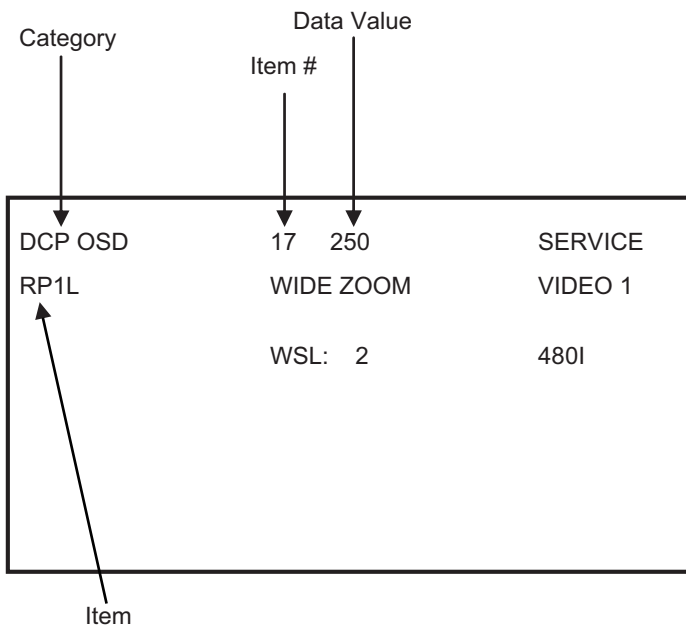 Data Value
Category
Item #
DCP OSD 17 250 SERVICE
RP1L WIDE ZOOM VIDEO 1
WSL: 2 480I
Item